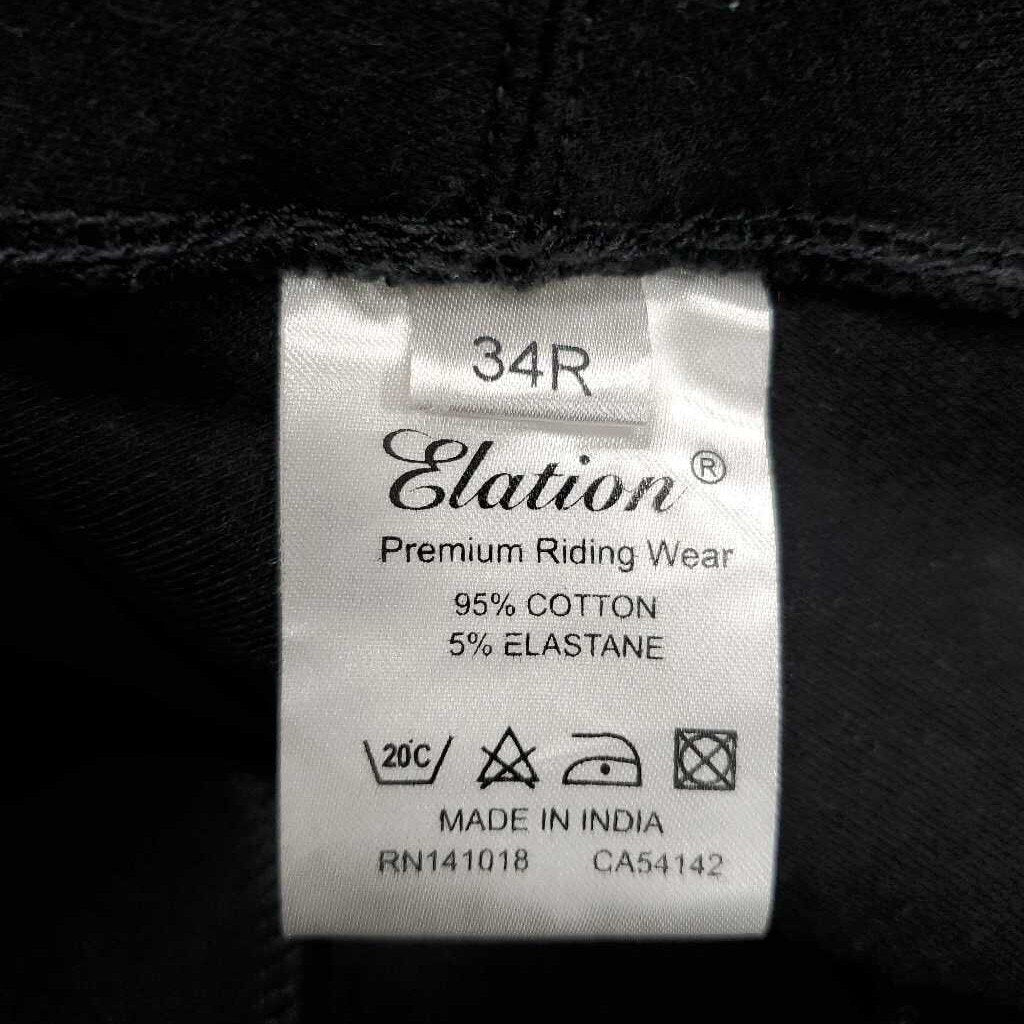 34R
Elation®
Premium Riding Wear
95% COTTON
5% ELASTANE
20°C
MADE IN INDIA
RN141018 CA54142